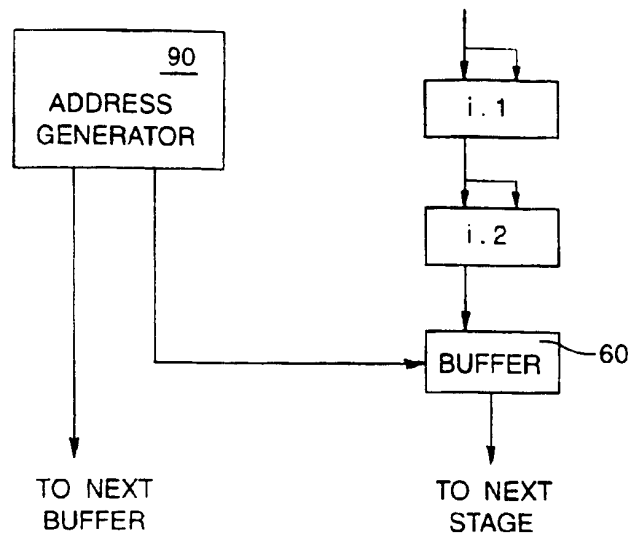 90
ADDRESS
GENERATOR
i.1
i.2
BUFFER
60
TO NEXT
BUFFER
TO NEXT
STAGE